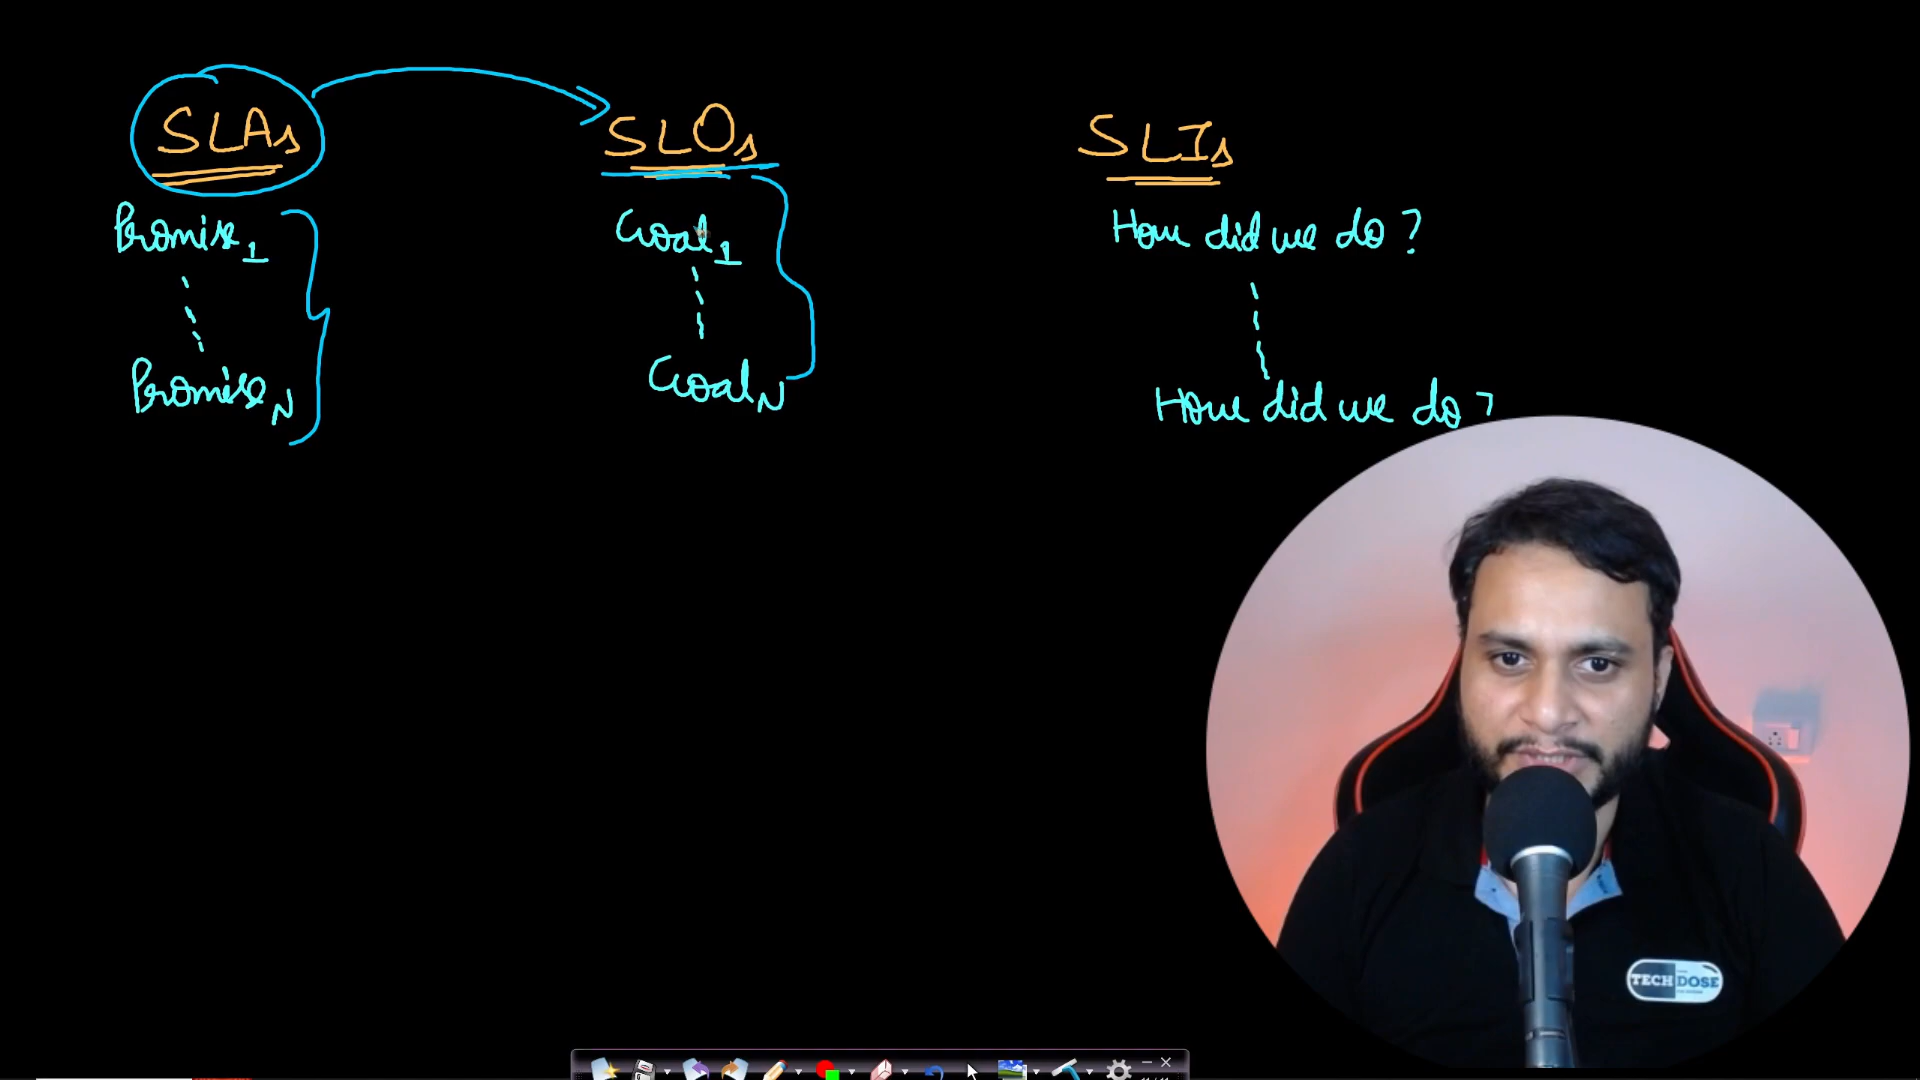 SLAs
SLOs
SLIs
Promise1
Goal1
How did we do?
PromiseN
GoalN
How did we do?
TECH DOSE